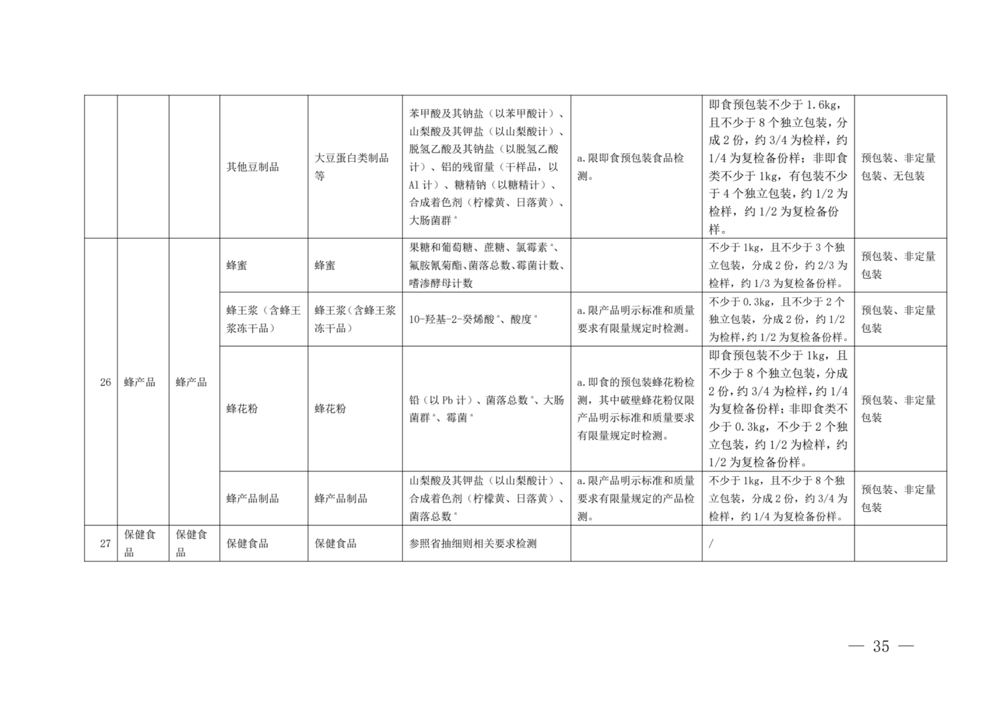 其他豆制品
大豆蛋白类制品
等
苯甲酸及其钠盐（以苯甲酸计）、
山梨酸及其钾盐（以山梨酸计）、
脱氢乙酸及其钠盐（以脱氢乙酸
计）、铝的残留量（干样品，以
Al 计）、糖精钠（以糖精计）、
合成着色剂（柠檬黄、日落黄）、
大肠菌群ᵃ
a.限即食预包装食品检
测。
即食预包装不少于 1.6kg，
且不少于 8 个独立包装，分
成 2 份，约 3/4 为检样，约
1/4 为复检备份样；非即食
类不少于 1kg，有包装不少
于 4 个独立包装，约 1/2 为
检样，约 1/2 为复检备份
样。
预包装、非定量
包装、无包装
26
蜂产品
蜂产品
蜂蜜
蜂蜜
果糖和葡萄糖、蔗糖、氯霉素ᵃ、
氟胺氰菊酯、菌落总数、霉菌计数、
嗜渗酵母计数
不少于 1kg，且不少于 3 个独
立包装，分成 2 份，约 2/3 为
检样，约 1/3 为复检备份样。
预包装、非定量
包装
蜂王浆（含蜂王
浆冻干品）
蜂王浆（含蜂王浆
冻干品）
10-羟基-2-癸烯酸ᵃ、酸度ᵃ
a.限产品明示标准和质量
要求有限量规定时检测。
不少于 0.3kg，且不少于 2 个
独立包装，分成 2 份，约 1/2
为检样，约 1/2 为复检备份样。
预包装、非定量
包装
蜂花粉
蜂花粉
铅（以 Pb 计）、菌落总数ᵃ、大肠
菌群ᵃ、霉菌ᵃ
a.即食的预包装蜂花粉检
测，其中破壁蜂花粉仅限
产品明示标准和质量要求
有限量规定时检测。
即食预包装不少于 1kg，且
不少于 8 个独立包装，分成
2 份，约 3/4 为检样，约 1/4
为复检备份样；非即食类不
少于 0.3kg，不少于 2 个独
立包装，约 1/2 为检样，约
1/2 为复检备份样。
预包装、非定量
包装
蜂产品制品
蜂产品制品
山梨酸及其钾盐（以山梨酸计）、
合成着色剂（柠檬黄、日落黄）、
菌落总数ᵃ
a.限产品明示标准和质量
要求有限量规定的产品检
测。
不少于 1kg，且不少于 8 个独
立包装，分成 2 份，约 3/4 为
检样，约 1/4 为复检备份样。
预包装、非定量
包装
27
保健食
品
保健食
品
保健食品
保健食品
参照省抽细则相关要求检测
/
— 35 —